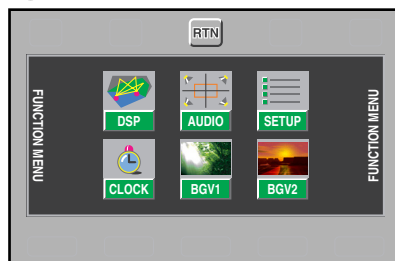 RTN
FUNCTION MENU
DSP
AUDIO
SETUP
CLOCK
BGV1
BGV2
FUNCTION MENU